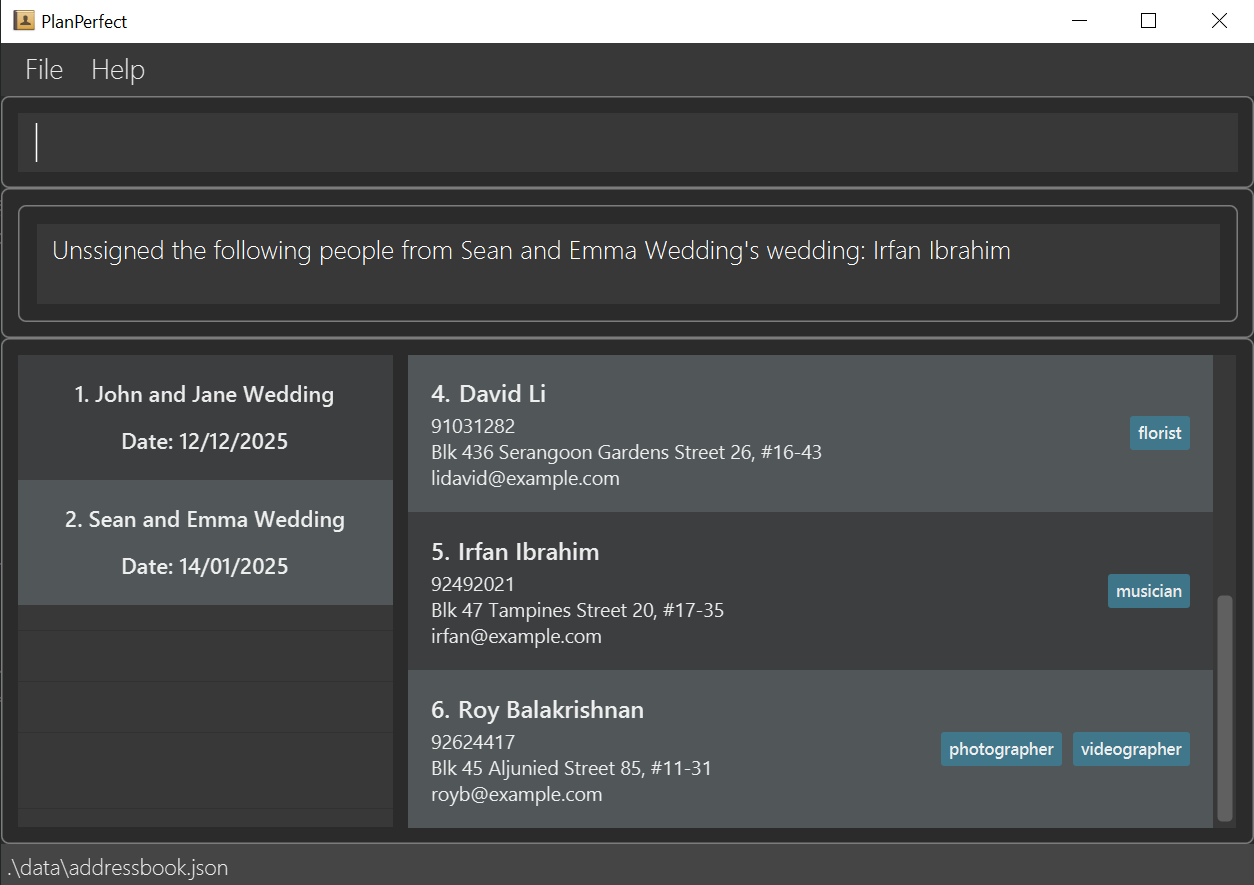 PlanPerfect
File Help
Unssigned the following people from Sean and Emma Wedding's wedding: Irfan Ibrahim
1. John and Jane Wedding
Date: 12/12/2025
2. Sean and Emma Wedding
Date: 14/01/2025
4. David Li
91031282
florist
Blk 436 Serangoon Gardens Street 26, #16-43
lidavid@example.com
5. Irfan Ibrahim
92492021
musician
Blk 47 Tampines Street 20, #17-35
irfan@example.com
6. Roy Balakrishnan
92624417
photographer videographer
Blk 45 Aljunied Street 85, #11-31
royb@example.com
.\data\addressbook.json